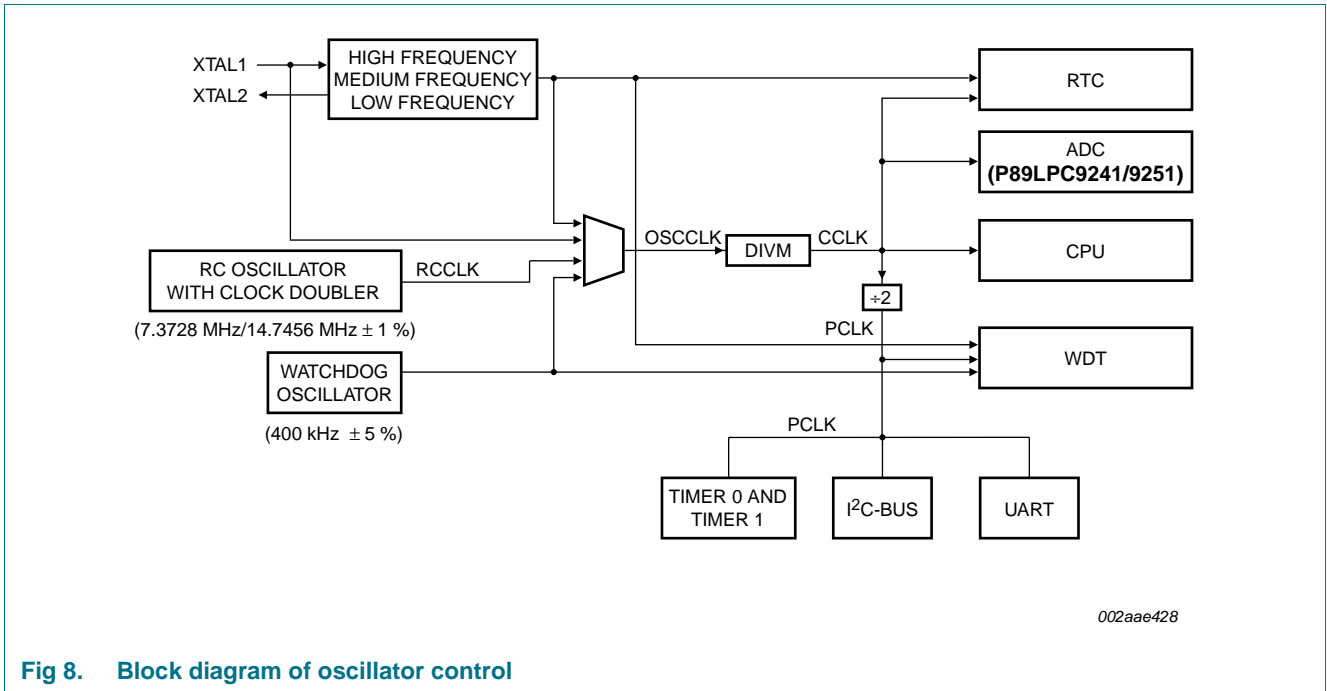 XTAL1
XTAL2
HIGH FREQUENCY
MEDIUM FREQUENCY
LOW FREQUENCY
RTC
ADC
(P89LPC9241/9251)
OSCCLK
DIVM
CCLK
CPU
RC OSCILLATOR
WITH CLOCK DOUBLER
RCCLK
(7.3728 MHz/14.7456 MHz ± 1 %)
÷2
PCLK
WDT
WATCHDOG
OSCILLATOR
(400 kHz ± 5 %)
PCLK
TIMER 0 AND
TIMER 1
I²C-BUS
UART
002aae428
Fig 8. Block diagram of oscillator control